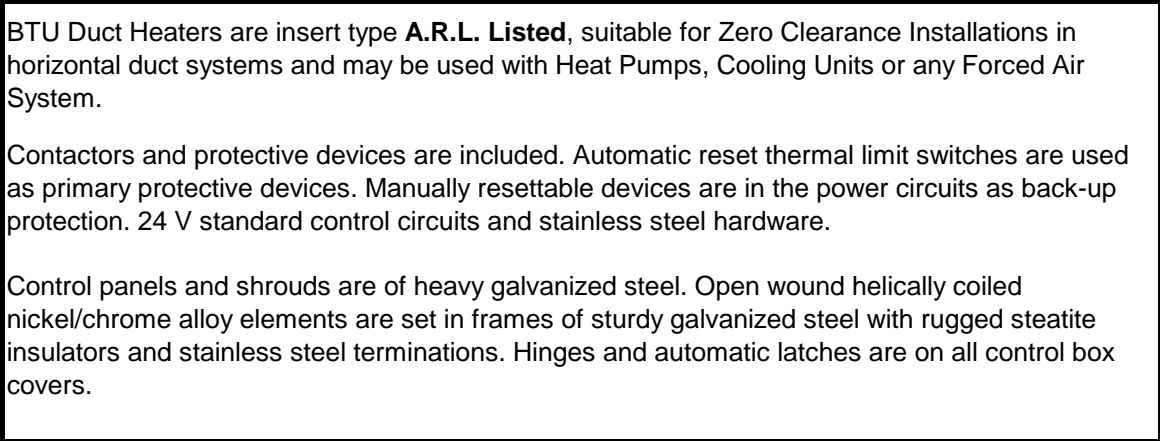 BTU Duct Heaters are insert type A.R.L. Listed, suitable for Zero Clearance Installations in
horizontal duct systems and may be used with Heat Pumps, Cooling Units or any Forced Air
System.
Contactors and protective devices are included. Automatic reset thermal limit switches are used
as primary protective devices. Manually resettable devices are in the power circuits as back-up
protection. 24 V standard control circuits and stainless steel hardware.
Control panels and shrouds are of heavy galvanized steel. Open wound helically coiled
nickel/chrome alloy elements are set in frames of sturdy galvanized steel with rugged steatite
insulators and stainless steel terminations. Hinges and automatic latches are on all control box
covers.